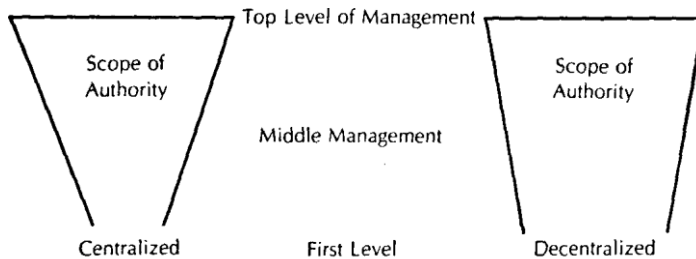 Top Level of Management
Scope of
Authority
Scope of
Authority
Middle Management
Centralized
First Level
Decentralized